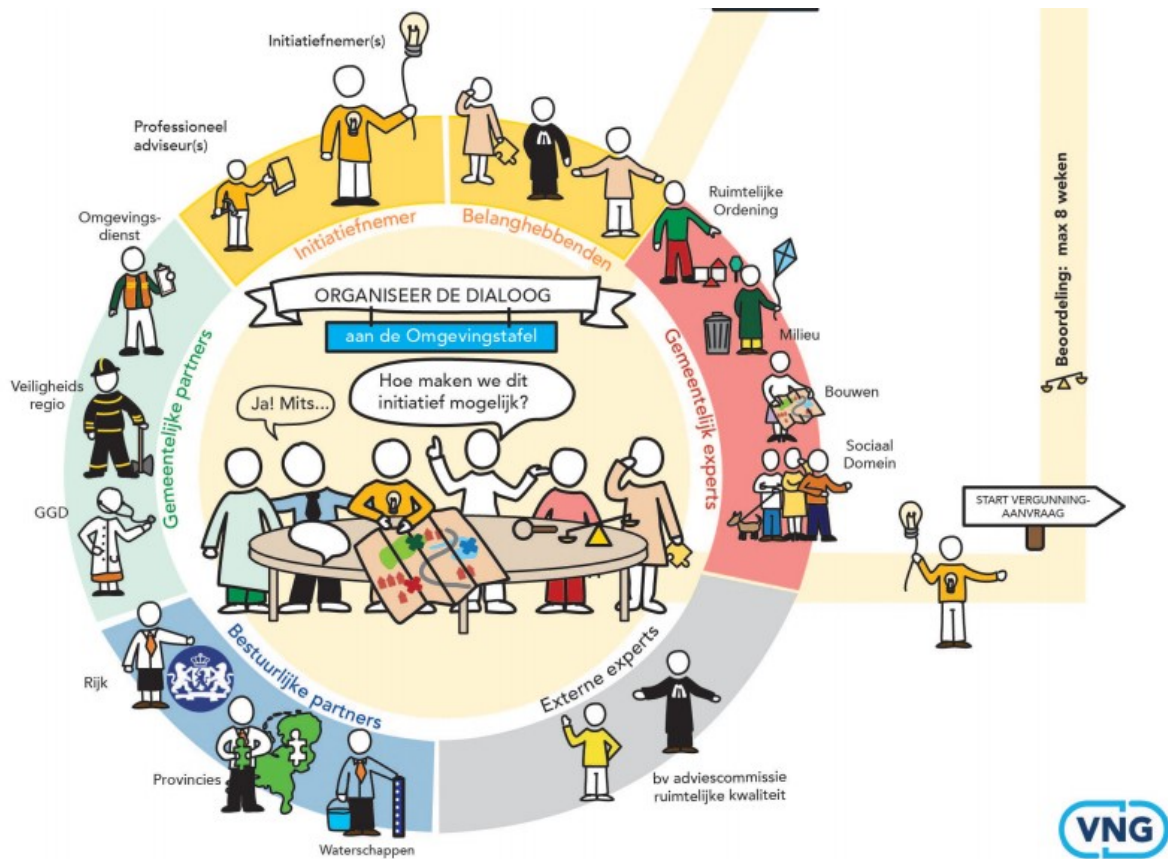 Initiatiefnemer(s)
Professioneel
adviseur(s)
Omgevings-
dienst
Veiligheids
regio
GGD
Rijk
Provincies
Waterschappen
bv adviescommissie
ruimtelijke kwaliteit
Ruimtelijke
Ordening
Milieu
Bouwen
Sociaal
Domein
Initiatiefnemer
Belanghebbenden
Gemeentelijk experts
Externe experts
Bestuurlijke partners
Gemeentelijke partners
ORGANISEER DE DIALOOG
aan de Omgevingstafel
Ja! Mits...
Hoe maken we dit
initiatief mogelijk?
Beoordeling: max 8 weken
START VERGUNNING-
AANVRAAG
VNG